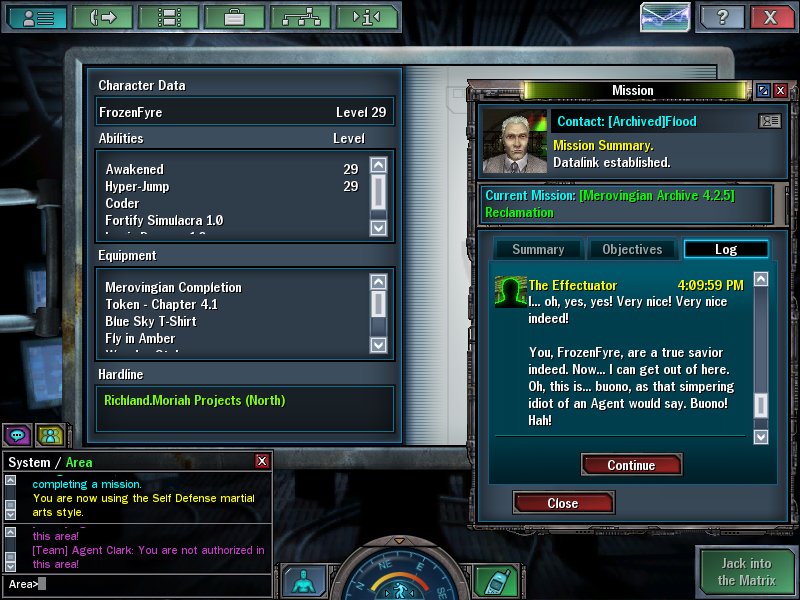 Character Data
FrozenFyre Level 29
Abilities Level
Awakened 29
Hyper-Jump 29
Coder
Fortify Simulacra 1.0
Equipment
Merovingian Completion
Token - Chapter 4.1
Blue Sky T-Shirt
Fly in Amber
Hardline
Richland.Moriah Projects (North)
? X
Mission
Contact: [Archived]Flood
Mission Summary.
Datalink established.
Current Mission: [Merovingian Archive 4.2.5]
Reclamation
Summary Objectives Log
The Effectuator 4:09:59 PM
I... oh, yes, yes! Very nice! Very nice
indeed!
You, FrozenFyre, are a true savior
indeed. Now... I can get out of here.
Oh, this is... buono, as that simpering
idiot of an Agent would say. Buono!
Hah!
Continue
Close
System / Area
completing a mission.
You are now using the Self Defense martial
arts style.
this area!
[Team] Agent Clark: You are not authorized in
this area!
Area>
N NE E SE
Jack into
the Matrix